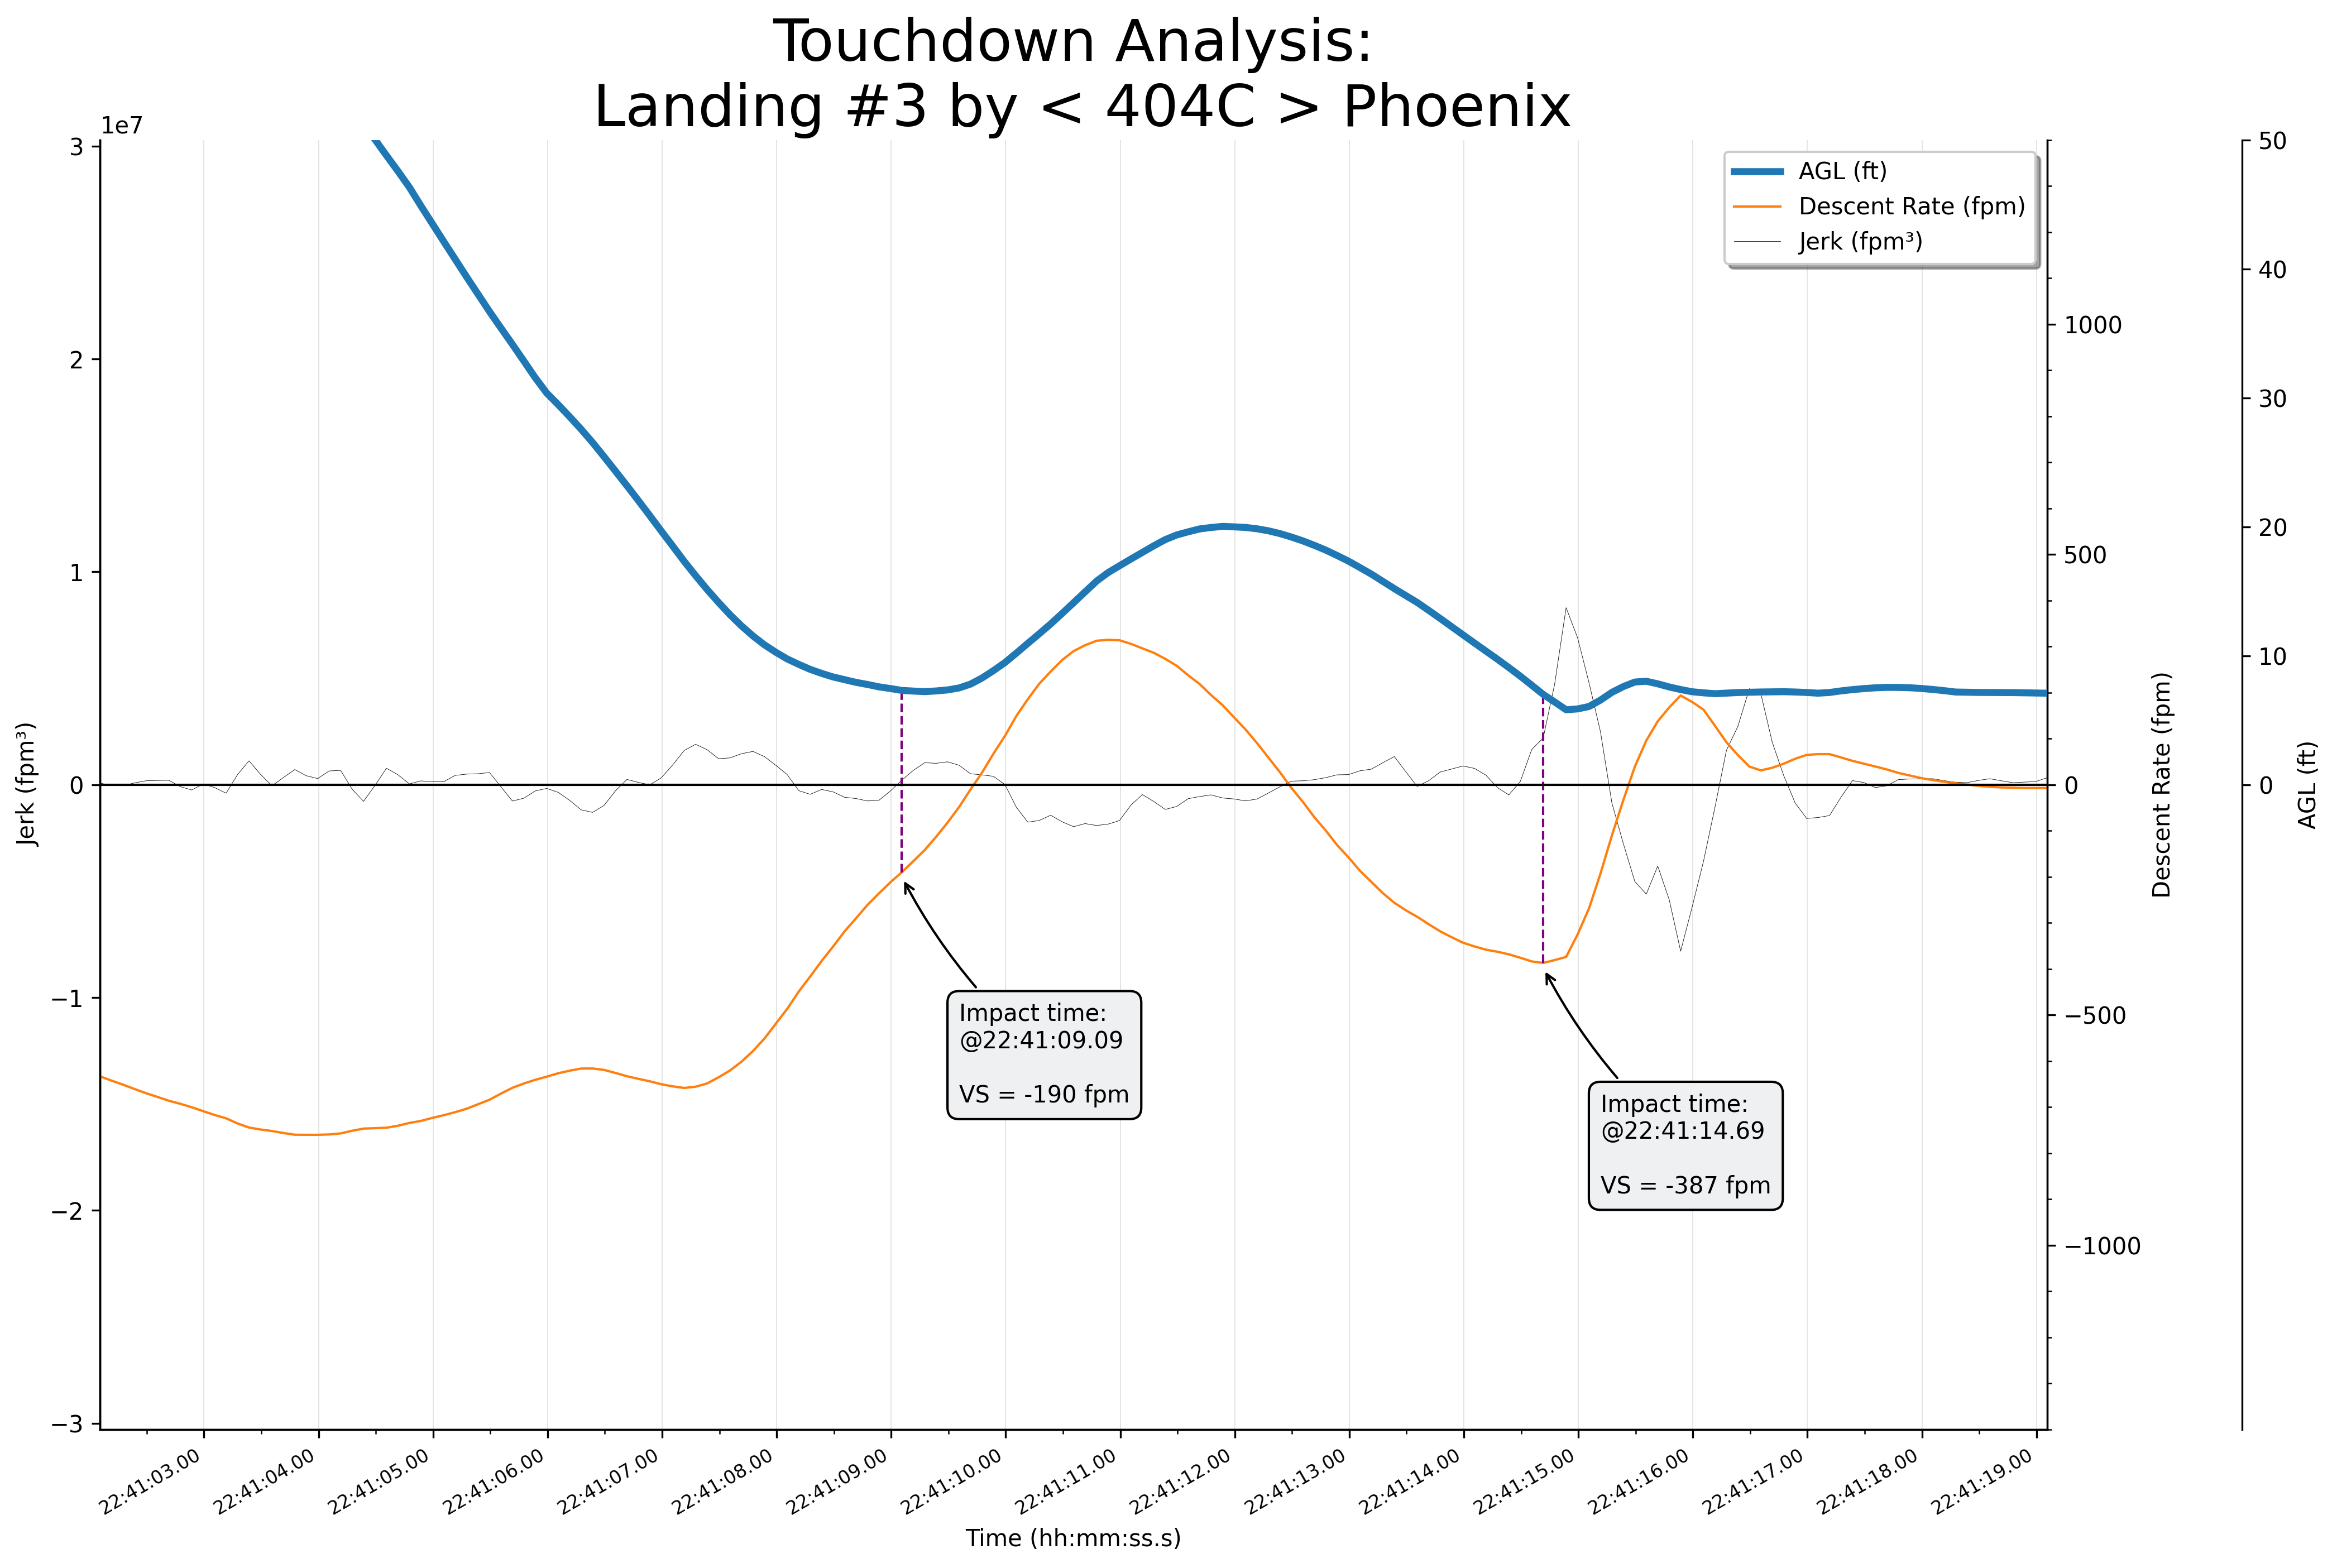 Touchdown Analysis:
Landing #3 by < 404C > Phoenix
1e7
3
2
1
0
−1
−2
−3
Jerk (fpm³)
AGL (ft)
Descent Rate (fpm)
Jerk (fpm³)
1000
500
0
−500
−1000
Descent Rate (fpm)
50
40
30
20
10
0
AGL (ft)
Impact time:
@22:41:09.09
VS = -190 fpm
Impact time:
@22:41:14.69
VS = -387 fpm
22:41:03.00
22:41:04.00
22:41:05.00
22:41:06.00
22:41:07.00
22:41:08.00
22:41:09.00
22:41:10.00
22:41:11.00
22:41:12.00
22:41:13.00
22:41:14.00
22:41:15.00
22:41:16.00
22:41:17.00
22:41:18.00
22:41:19.00
Time (hh:mm:ss.s)